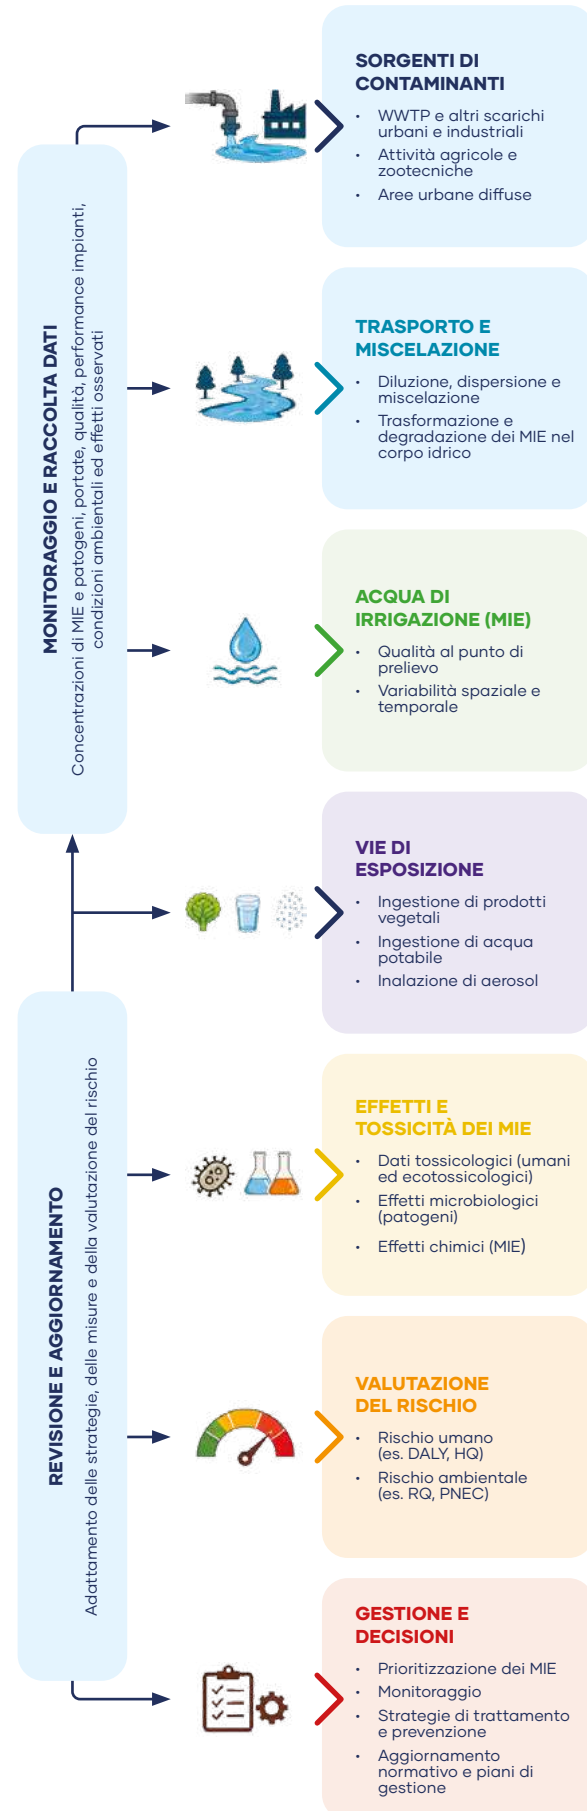 SORGENTI DI
CONTAMINANTI
• WWTP e altri scarichi
urbani e industriali
• Attività agricole e
zootecniche
• Aree urbane diffuse
MONITORAGGIO E RACCOLTA DATI
Concentrazioni di MIE e patogeni, portate, qualità, performance impianti,
condizioni ambientali ed effetti osservati
TRASPORTO E
MISCELAZIONE
• Diluzione, dispersione e
miscelazione
• Trasformazione e
degradazione dei MIE nel
corpo idrico
ACQUA DI
IRRIGAZIONE (MIE)
• Qualità al punto di
prelievo
• Variabilità spaziale e
temporale
VIE DI
ESPOSIZIONE
• Ingestione di prodotti
vegetali
• Ingestione di acqua
potabile
• Inalazione di aerosol
REVISIONE E AGGIORNAMENTO
Adattamento delle strategie, delle misure e della valutazione del rischio
EFFETTI E
TOSSICITÀ DEI MIE
• Dati tossicologici (umani
ed ecotossicologici)
• Effetti microbiologici
(patogeni)
• Effetti chimici (MIE)
VALUTAZIONE
DEL RISCHIO
• Rischio umano
(es. DALY, HQ)
• Rischio ambientale
(es. RQ, PNEC)
GESTIONE E
DECISIONI
• Prioritizzazione dei MIE
• Monitoraggio
• Strategie di trattamento
e prevenzione
• Aggiornamento
normativo e piani di
gestione